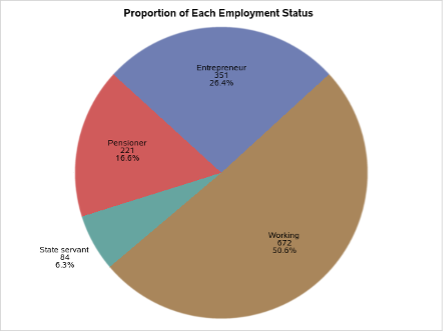 Proportion of Each Employment Status
Entrepreneur
351
26.4%
Pensioner
221
16.6%
State servant
84
6.3%
Working
672
50.6%